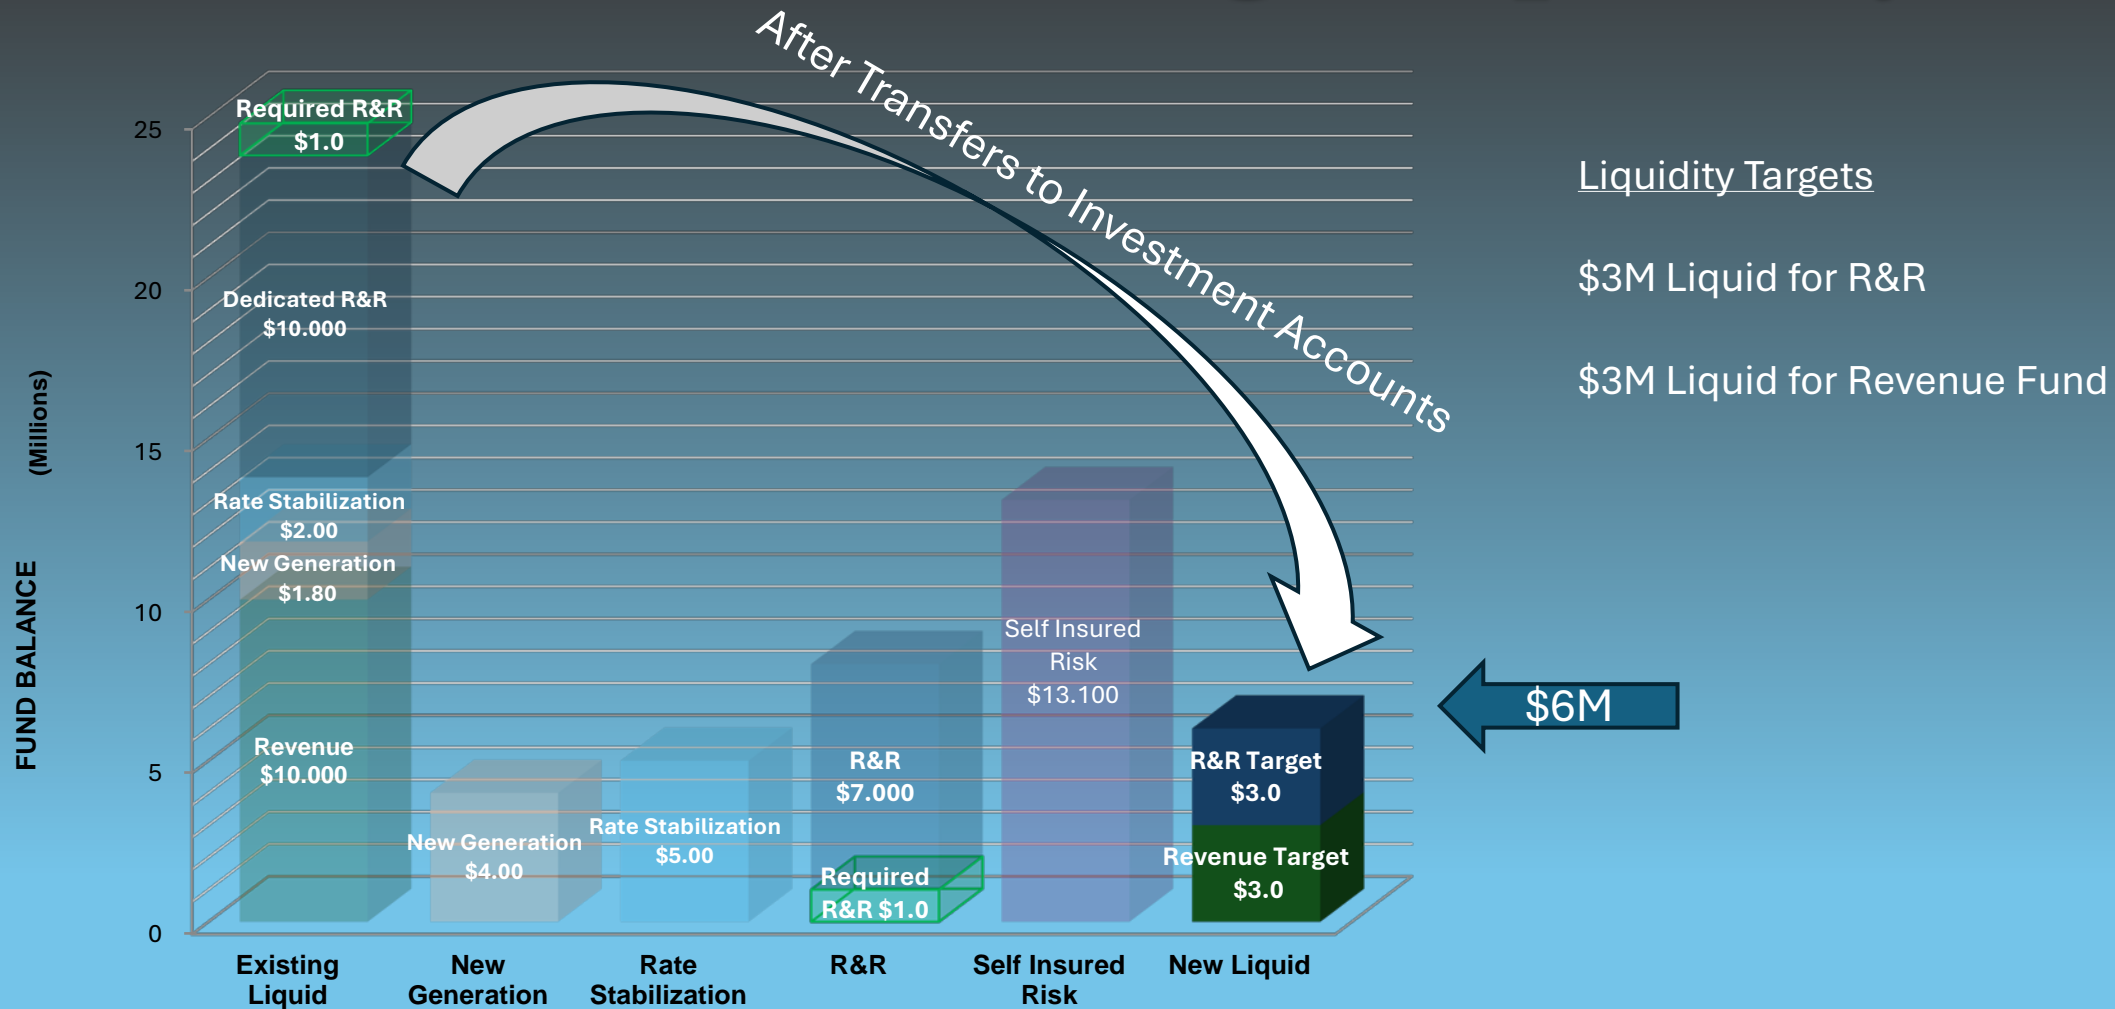 After Transfers to Investment Accounts
Liquidity Targets
$3M Liquid for R&R
$3M Liquid for Revenue Fund
$6M
FUND BALANCE (Millions)
25
20
15
10
5
0
Required R&R
$1.0
Dedicated R&R
$10.000
Rate Stabilization
$2.00
New Generation
$1.80
Revenue
$10.000
New Generation
$4.00
Rate Stabilization
$5.00
R&R
$7.000
Required
R&R $1.0
Self Insured
Risk
$13.100
R&R Target
$3.0
Revenue Target
$3.0
Existing
Liquid
New
Generation
Rate
Stabilization
R&R
Self Insured
Risk
New Liquid